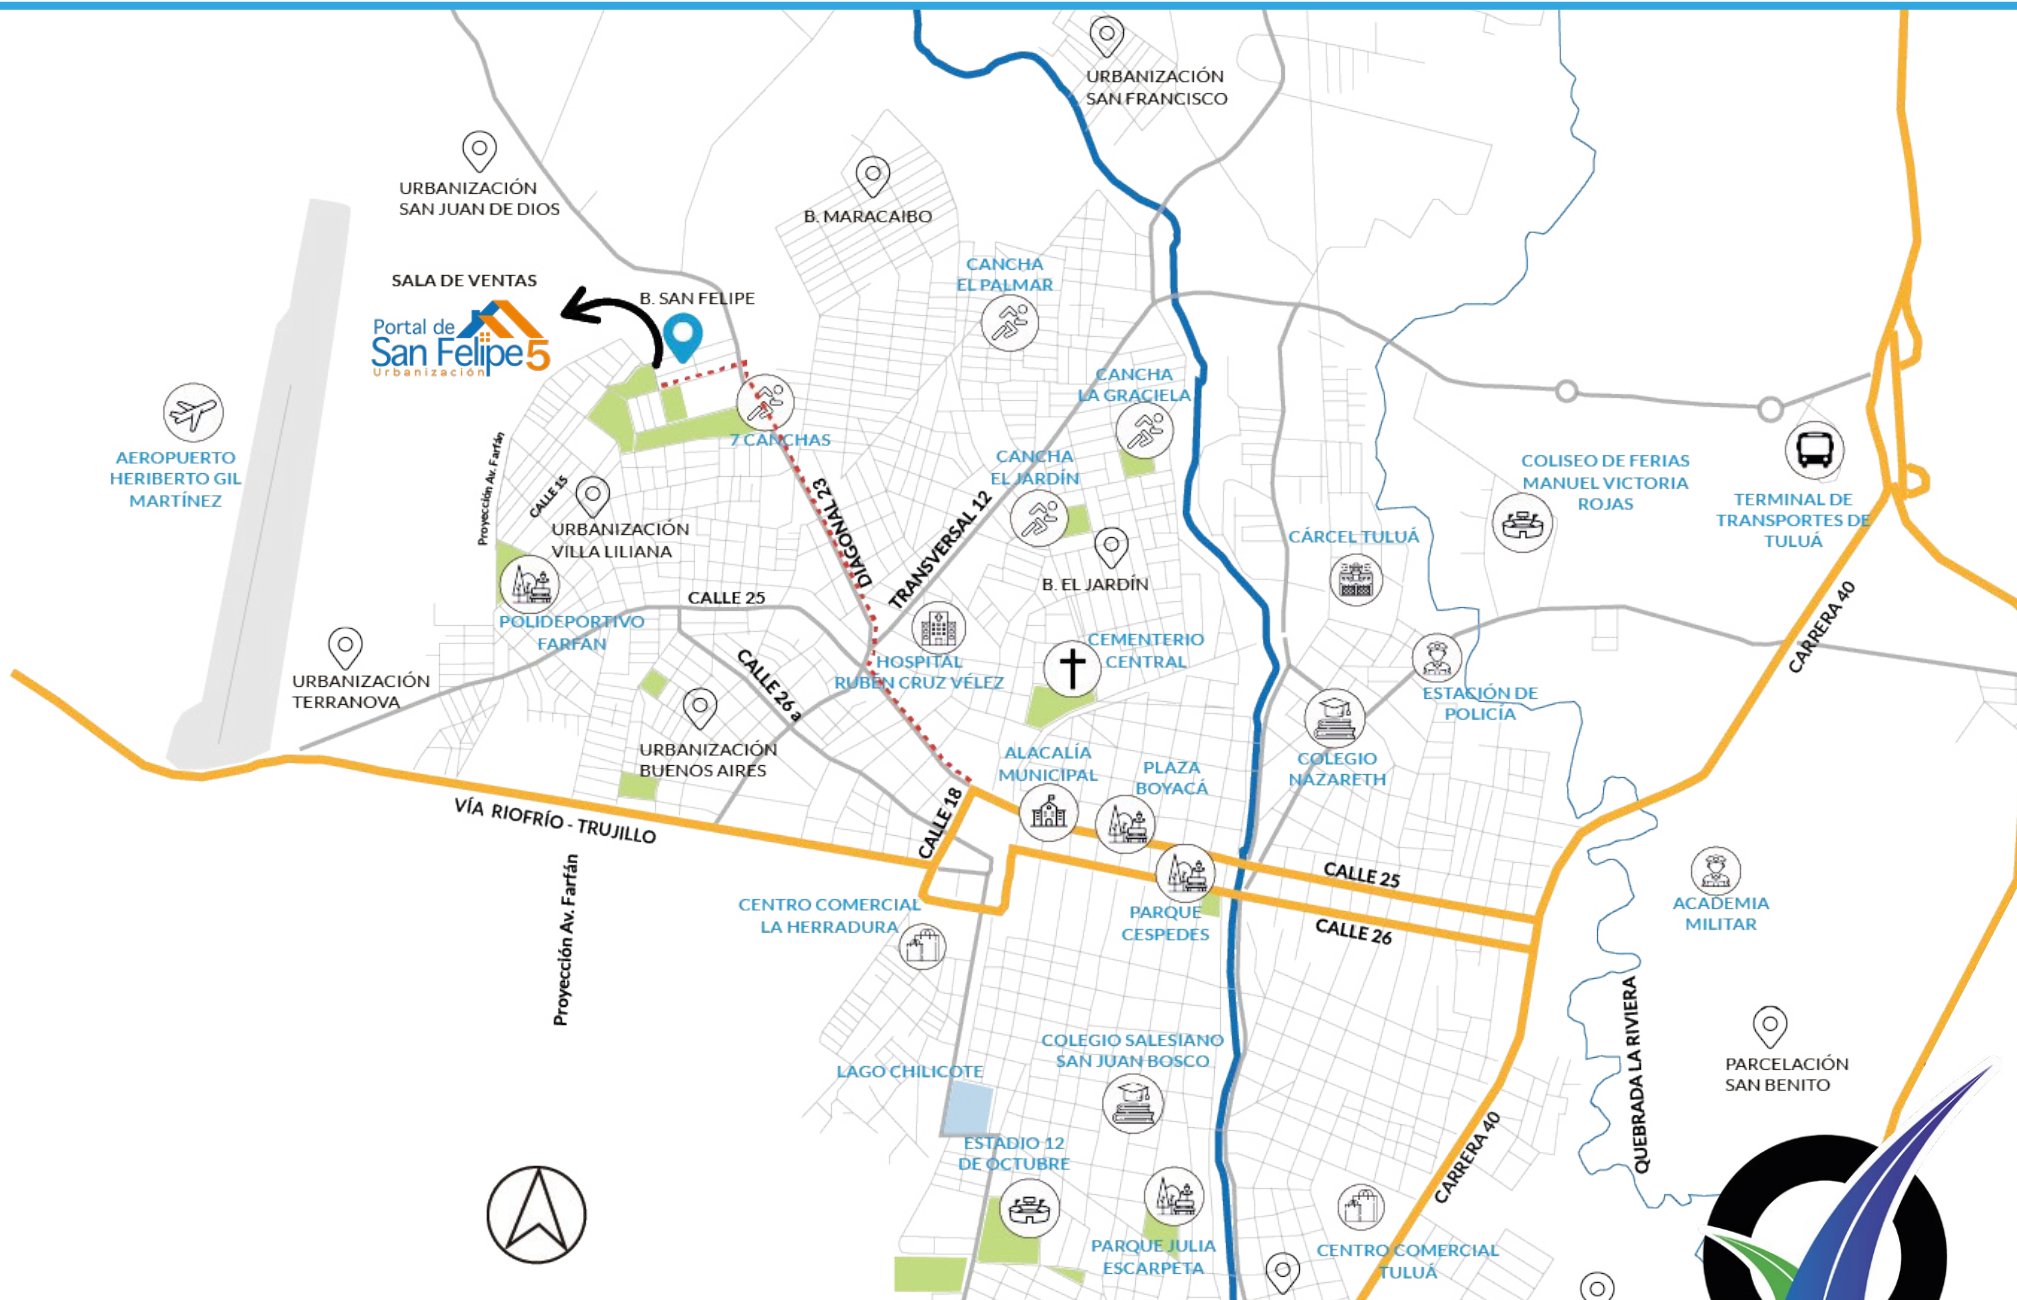 URBANIZACIÓN
SAN FRANCISCO
URBANIZACIÓN
SAN JUAN DE DIOS
B. MARACAIBO
SALA DE VENTAS
Portal de
San Felipe 5
Urbanización
B. SAN FELIPE
CANCHA
EL PALMAR
CANCHA
LA GRACIELA
7 CANCHAS
AEROPUERTO
HERIBERTO GIL
MARTÍNEZ
Proyección Av. Farfán
CALLE 15
URBANIZACIÓN
VILLA LILIANA
DIAGONAL 23
TRANSVERSAL 12
CANCHA
EL JARDÍN
B. EL JARDÍN
CÁRCEL TULUÁ
COLISEO DE FERIAS
MANUEL VICTORIA
ROJAS
TERMINAL DE
TRANSPORTES DE
TULUÁ
CARRERA 40
POLIDEPORTIVO
FARFÁN
CALLE 25
CALLE 26 a
HOSPITAL
RUBÉN CRUZ VÉLEZ
CEMENTERIO
CENTRAL
ESTACIÓN DE
POLICÍA
URBANIZACIÓN
TERRANOVA
URBANIZACIÓN
BUENOS AIRES
ALACALÍA
MUNICIPAL
PLAZA
BOYACÁ
COLEGIO
NAZARETH
VÍA RIOFRÍO - TRUJILLO
CALLE 18
CALLE 25
CALLE 26
PARQUE
CESPEDES
CENTRO COMERCIAL
LA HERRADURA
ACADEMIA
MILITAR
Proyección Av. Farfán
QUEBRADA LA RIVIERA
PARCELACIÓN
SAN BENITO
COLEGIO SALESIANO
SAN JUAN BOSCO
LAGO CHILICOTE
ESTADIO 12
DE OCTUBRE
CARRERA 40
PARQUE JULIA
ESCARPETA
CENTRO COMERCIAL
TULUÁ